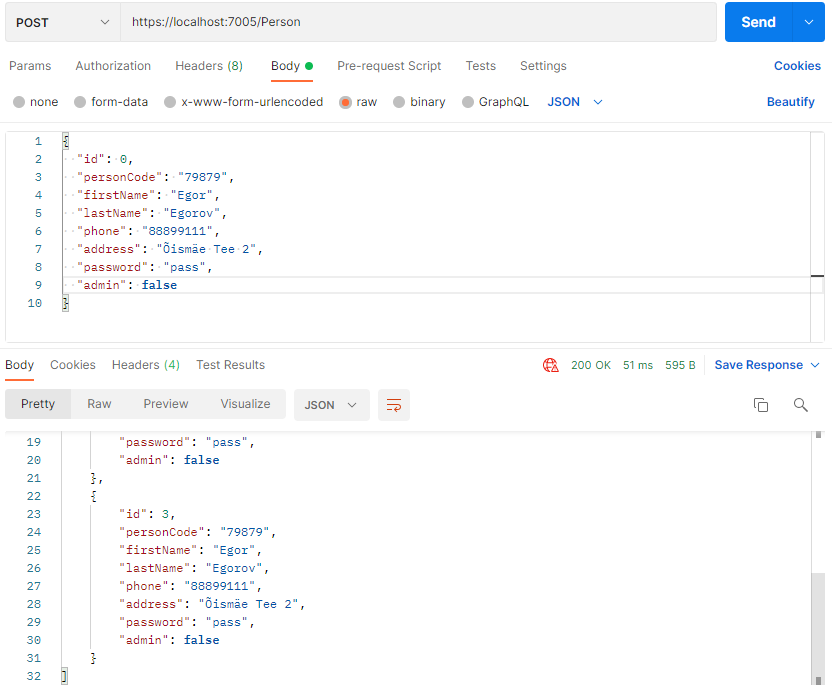 POST https://localhost:7005/Person Send
Params Authorization Headers (8) Body Pre-request Script Tests Settings Cookies
none form-data x-www-form-urlencoded raw binary GraphQL JSON Beautify
1 {
2 "id": 0,
3 "personCode": "79879",
4 "firstName": "Egor",
5 "lastName": "Egorov",
6 "phone": "88899111",
7 "address": "Õismäe Tee 2",
8 "password": "pass",
9 "admin": false
10 }
Body Cookies Headers (4) Test Results 200 OK 51 ms 595 B Save Response
Pretty Raw Preview Visualize JSON
19 "password": "pass",
20 "admin": false
21 },
22 {
23 "id": 3,
24 "personCode": "79879",
25 "firstName": "Egor",
26 "lastName": "Egorov",
27 "phone": "88899111",
28 "address": "Õismäe Tee 2",
29 "password": "pass",
30 "admin": false
31 }
32 ]